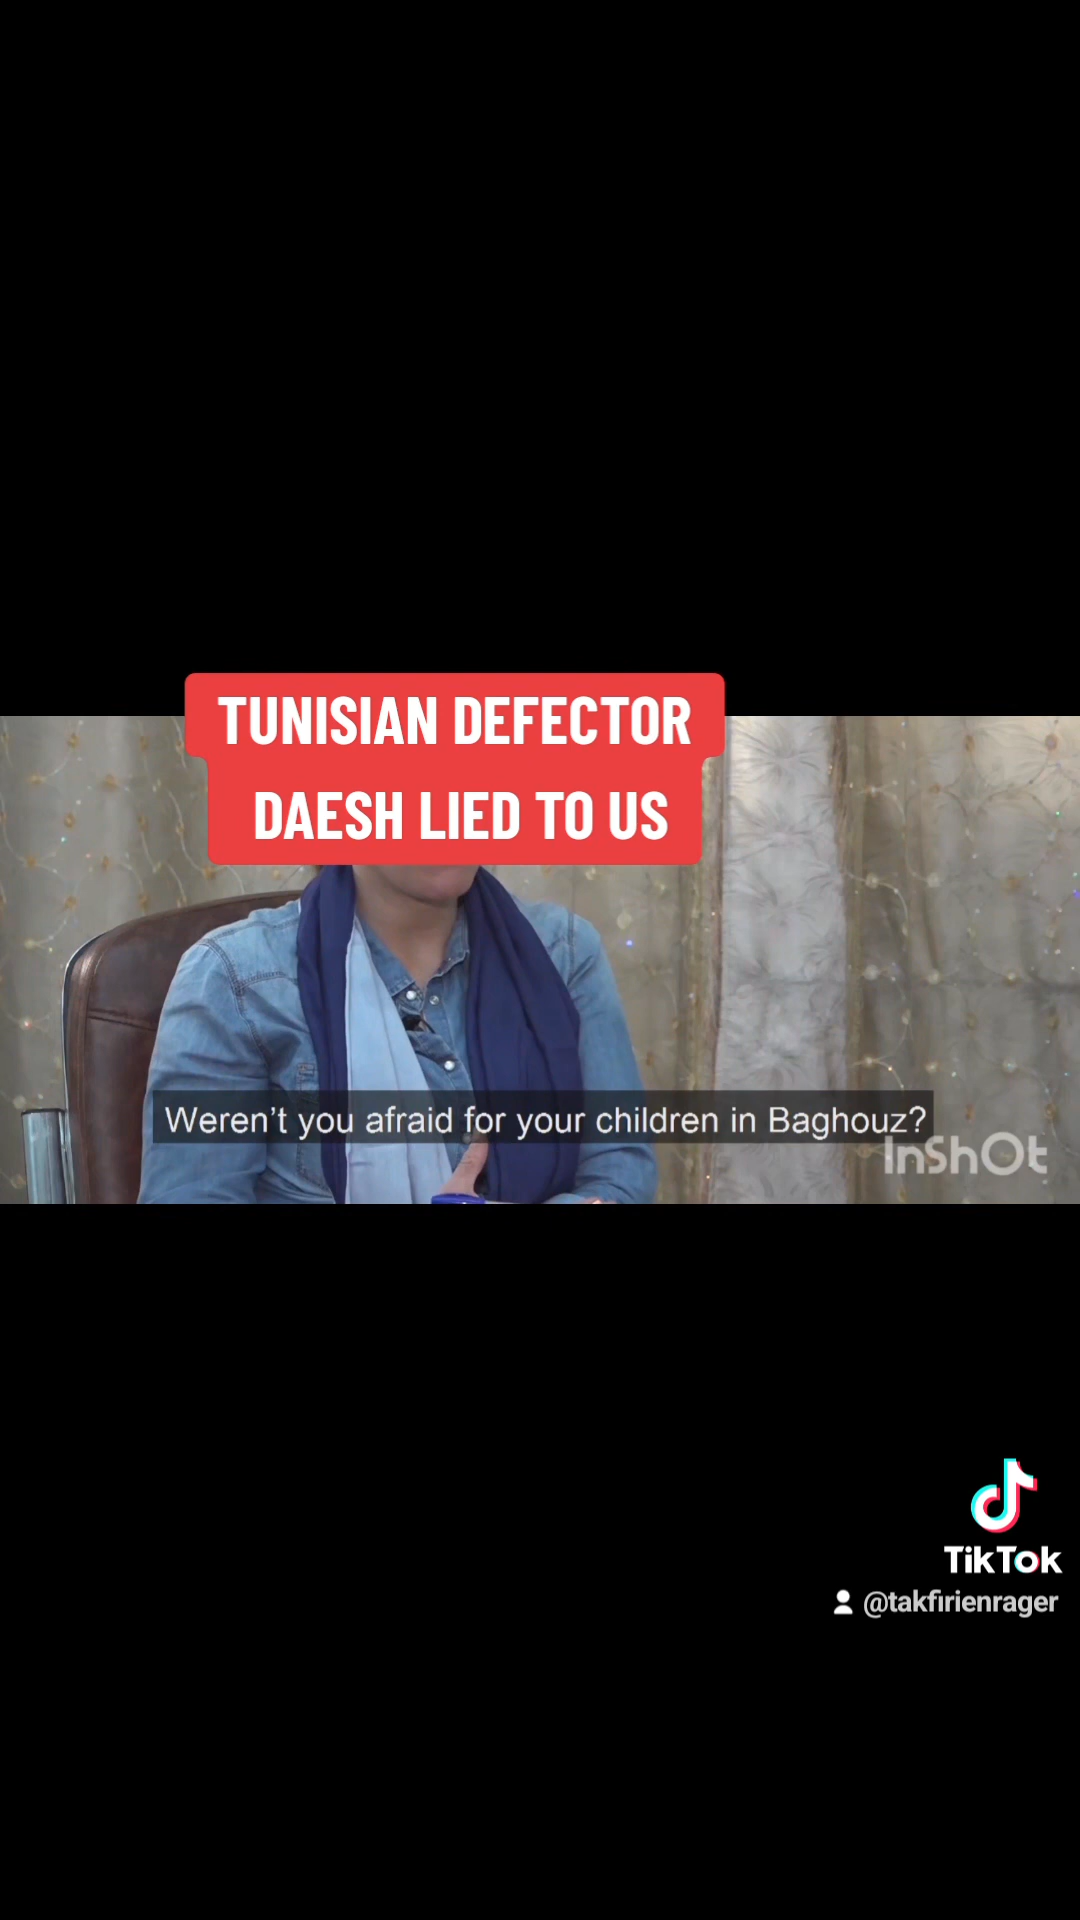 TUNISIAN DEFECTOR
DAESH LIED TO US
Weren't you afraid for your children in Baghouz?
InShOt
TikTok
@takfirienrager